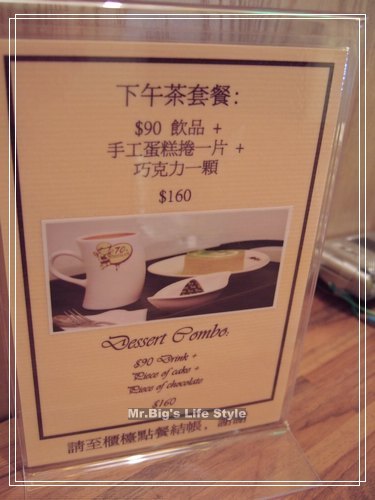 下午茶套餐:
$90 飲品 +
手工蛋糕捲一片 +
巧克力一顆
$160
Dessert Combo:
$90 Drink +
Piece of cake +
Piece of chocolate
$160
Mr.Big's Life Style
請至櫃檯點餐結帳, 謝謝